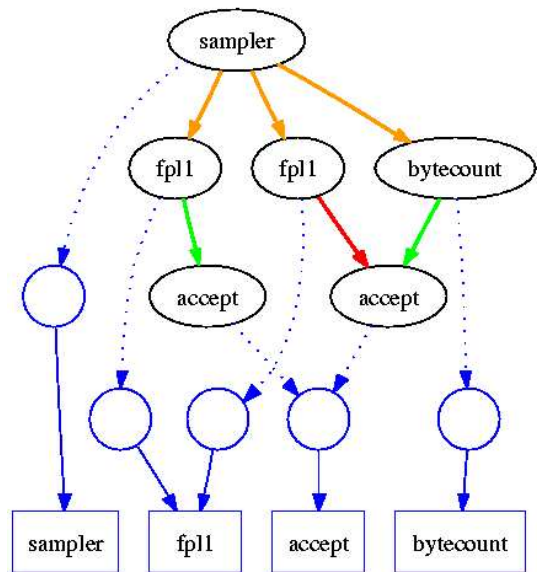 sampler
fpl1
fpl1
bytecount
accept
accept
sampler
fpl1
accept
bytecount